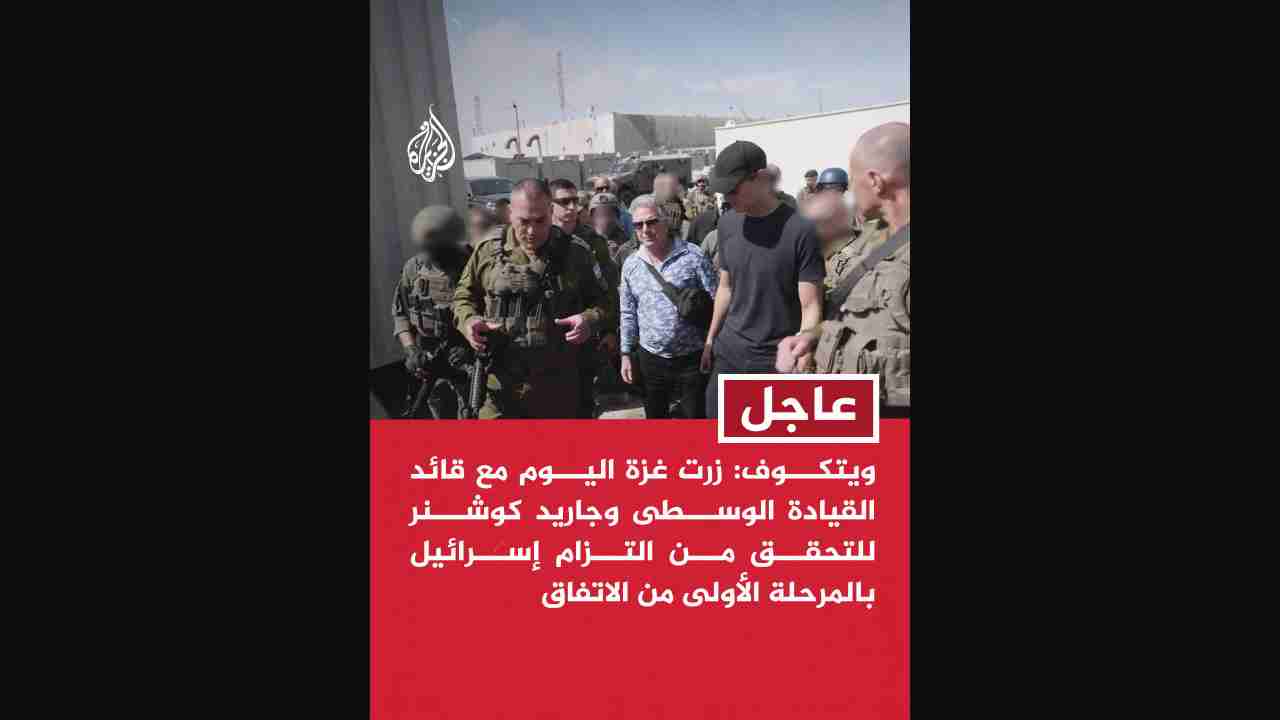 الجزيرة
عاجل
ويتكوف: زرت غزة اليوم مع قائد
القيادة الوسطى وجاريد كوشنر
للتحقق من التزام إسرائيل
بالمرحلة الأولى من الاتفاق